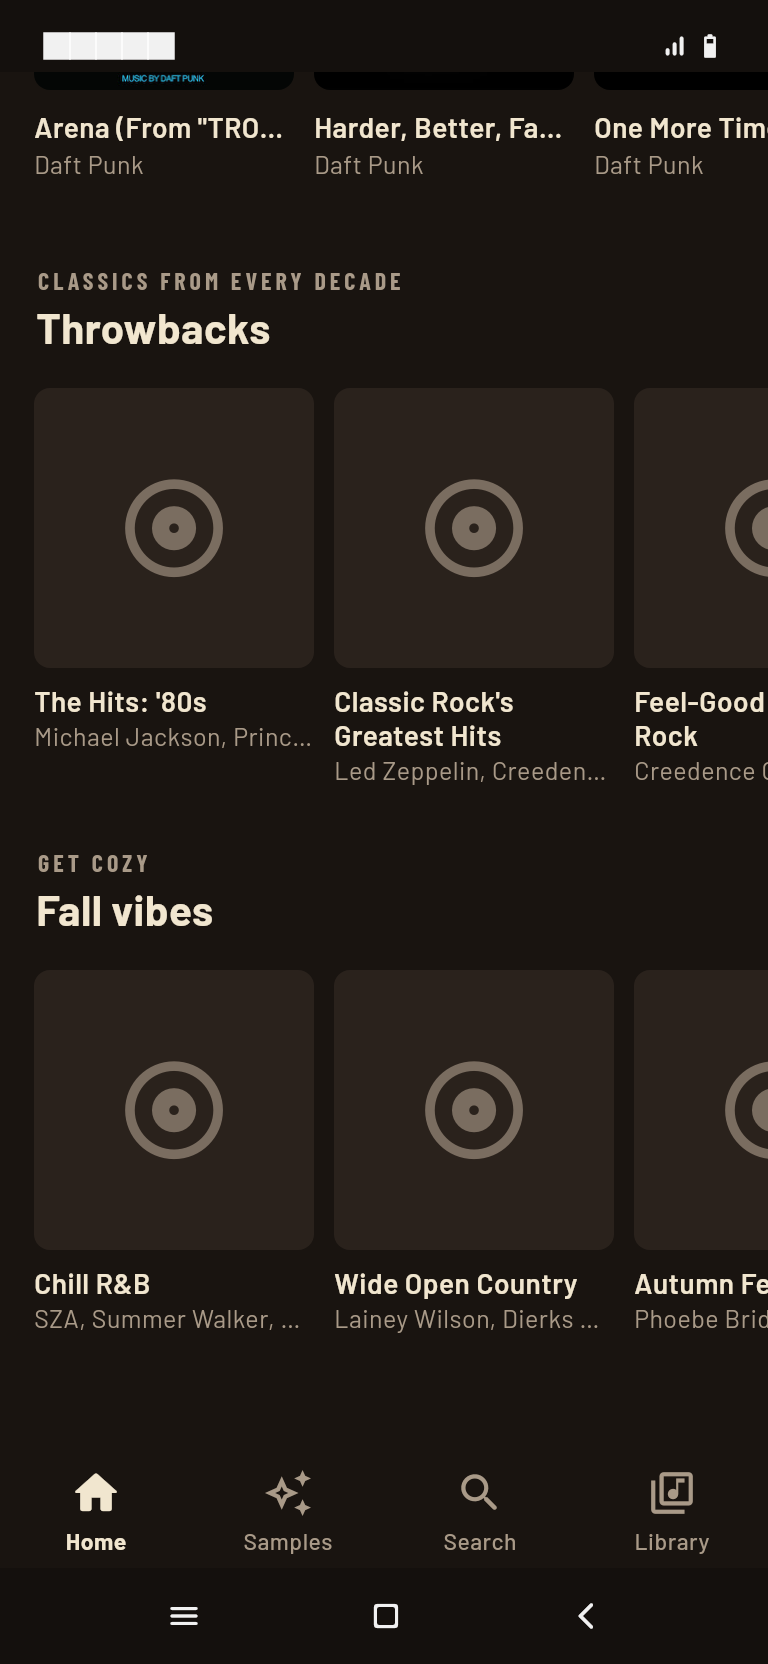 MUSIC BY DAFT PUNK
Arena (From "TRO...
Harder, Better, Fa...
One More Tim
Daft Punk
Daft Punk
Daft Punk
CLASSICS FROM EVERY DECADE
Throwbacks
The Hits: '80s
Classic Rock's
Greatest Hits
Feel-Good
Rock
Michael Jackson, Princ...
Led Zeppelin, Creeden...
Creedence
GET COZY
Fall vibes
Chill R&B
Wide Open Country
Autumn Fe
SZA, Summer Walker, ...
Lainey Wilson, Dierks ...
Phoebe Brid
Home
Samples
Search
Library